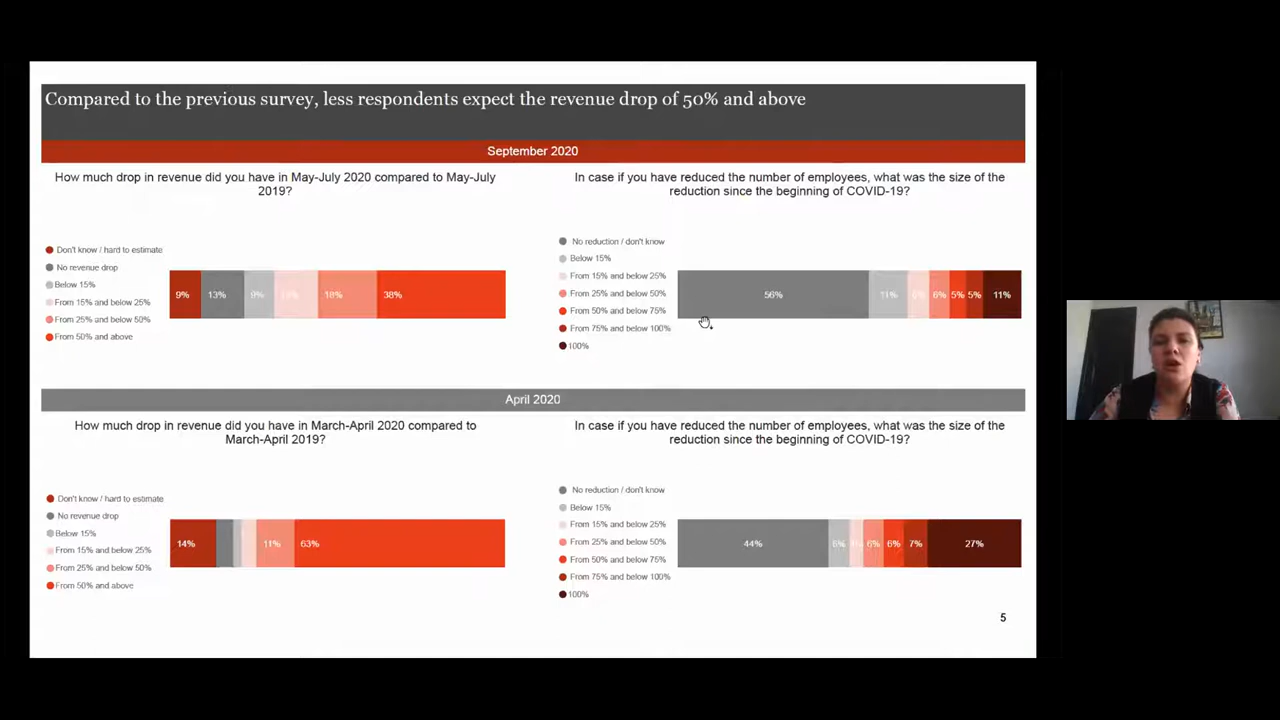 Compared to the previous survey, less respondents expect the revenue drop of 50% and above
September 2020
How much drop in revenue did you have in May-July 2020 compared to May-July
2019?
Don't know / hard to estimate
No revenue drop
Below 15%
From 15% and below 25%
From 25% and below 50%
From 50% and above
9%
13%
9%
18%
38%
In case if you have reduced the number of employees, what was the size of the
reduction since the beginning of COVID-19?
No reduction / don't know
Below 15%
From 15% and below 25%
From 25% and below 50%
From 50% and below 75%
From 75% and below 100%
100%
56%
11%
6%
5%
5%
11%
April 2020
How much drop in revenue did you have in March-April 2020 compared to
March-April 2019?
Don't know / hard to estimate
No revenue drop
Below 15%
From 15% and below 25%
From 25% and below 50%
From 50% and above
14%
11%
63%
In case if you have reduced the number of employees, what was the size of the
reduction since the beginning of COVID-19?
No reduction / don't know
Below 15%
From 15% and below 25%
From 25% and below 50%
From 50% and below 75%
From 75% and below 100%
100%
44%
6%
6%
6%
7%
27%
5